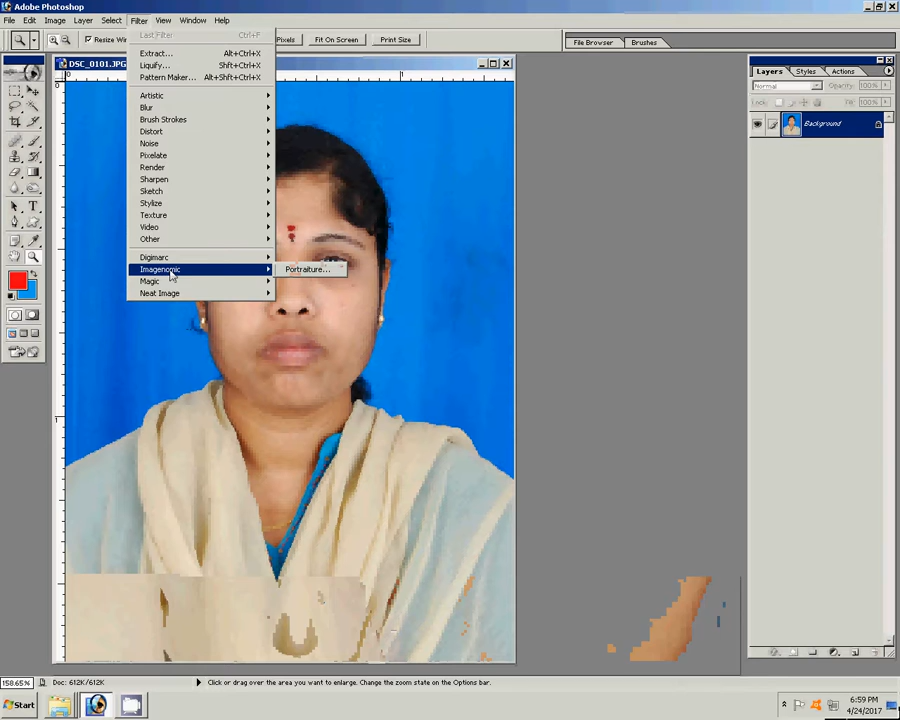 Adobe Photoshop
File Edit Image Layer Select Filter View Window Help
Resize Win Pixels Fit On Screen Print Size File Browser Brushes
DSC_0101.JPG
Last Filter Ctrl+F
Extract... Alt+Ctrl+X
Liquify... Shft+Ctrl+X
Pattern Maker... Alt+Shft+Ctrl+X
Artistic
Blur
Brush Strokes
Distort
Noise
Pixelate
Render
Sharpen
Sketch
Stylize
Texture
Video
Other
Digimarc
Imagenomic Portraiture...
Magic
Neat Image
0 1
0
1
Layers Styles Actions
Normal Opacity: 100%
Lock: Fill: 100%
Background
158.65% Doc: 612K/612K Click or drag over the area you want to enlarge. Change the zoom state on the Options bar.
Start 6:59 PM
4/24/2017